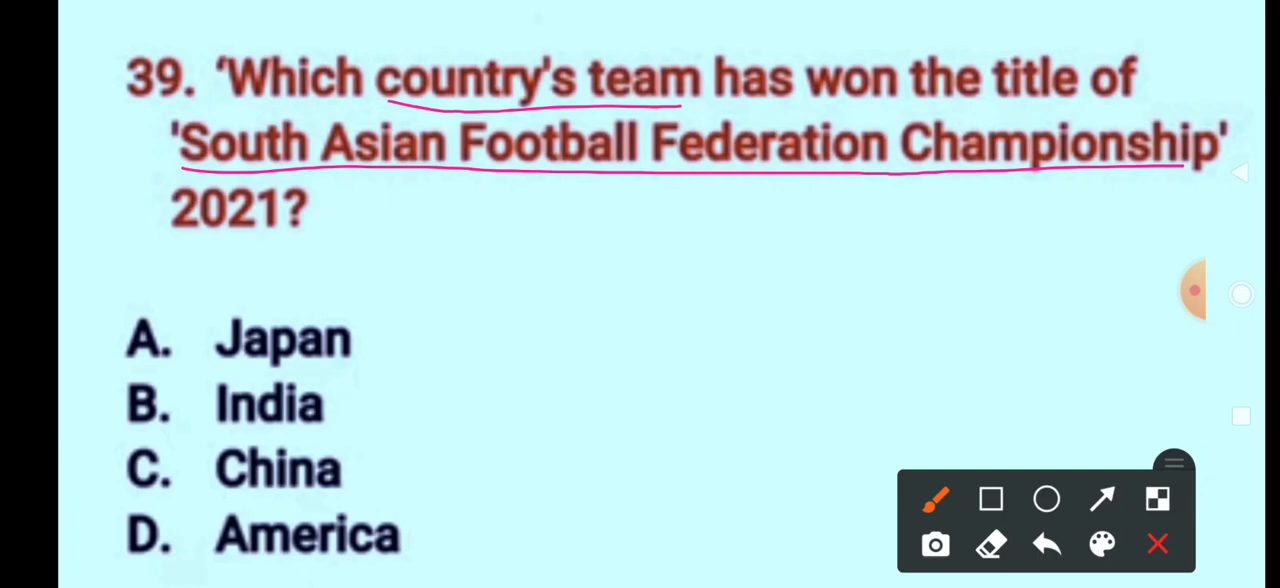 39. ‘Which country's team has won the title of
'South Asian Football Federation Championship'
2021?
A. Japan
B. India
C. China
D. America